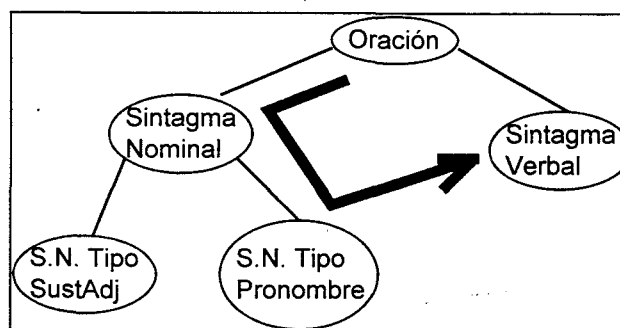 Oración
Sintagma
Nominal
Sintagma
Verbal
S.N. Tipo
SustAdj
S.N. Tipo
Pronombre